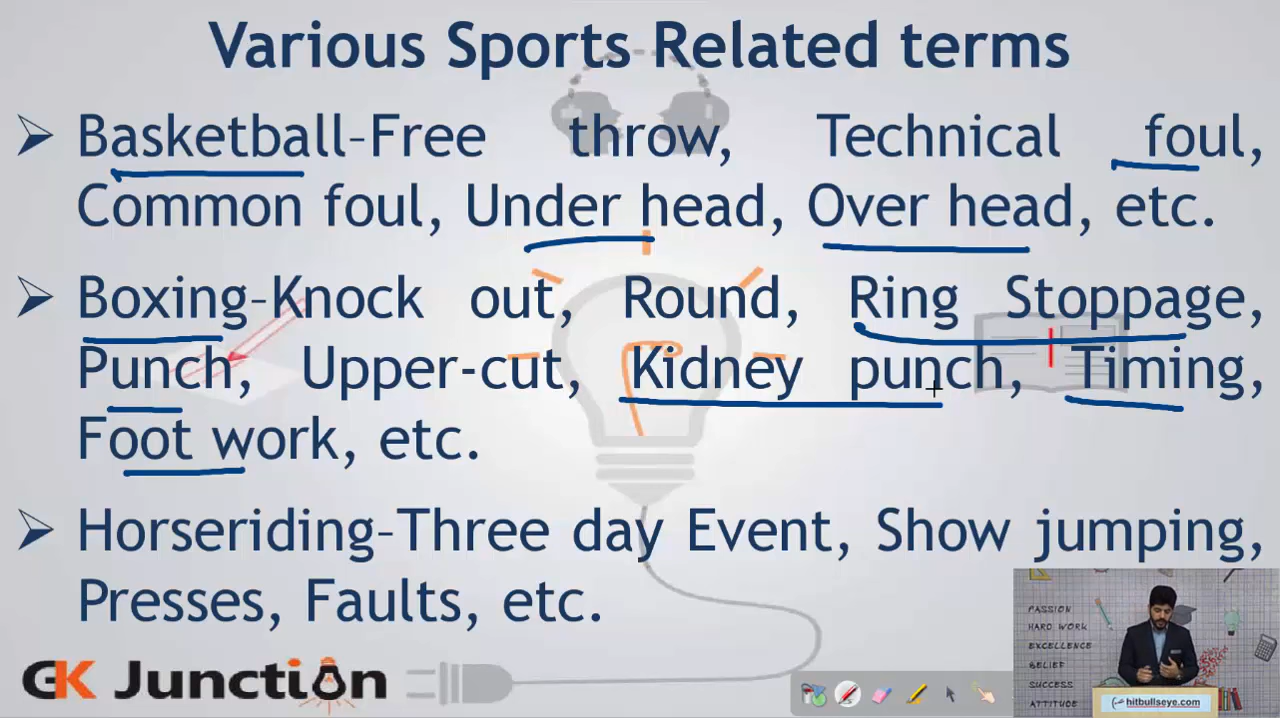 Various Sports Related terms
➤ Basketball–Free throw, Technical foul,
Common foul, Under head, Over head, etc.
➤ Boxing–Knock out, Round, Ring Stoppage,
Punch, Upper-cut, Kidney punch, Timing,
Foot work, etc.
➤ Horseriding–Three day Event, Show jumping,
Presses, Faults, etc.
GK Junction
PASSION
HARD WORK
EXCELLENCE
BELIEF
SUCCESS
ATTITUDE
hitbullseye.com